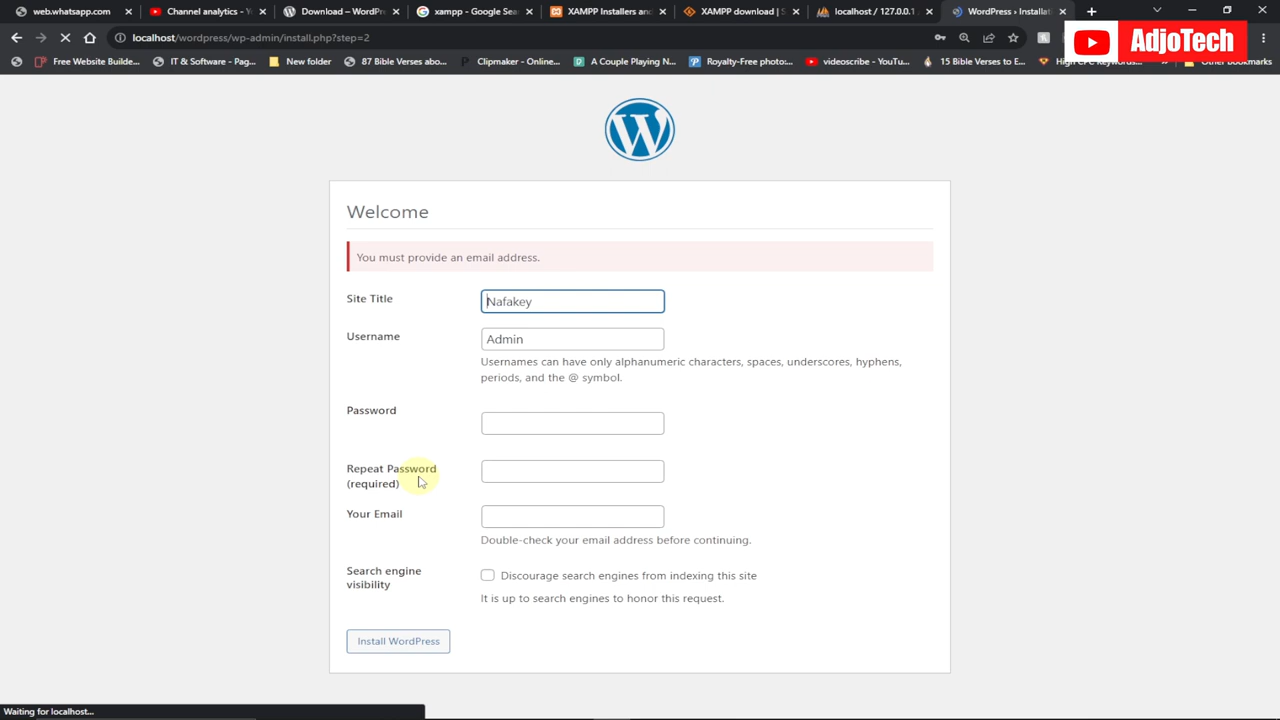 web.whatsapp.com
Channel analytics - V
Download – WordPr
xampp - Google Sear
XAMPP Installers and
XAMPP download | S
/ 127.0.0.1
WordPress › Installat
localhost/wordpress/wp-admin/install.php?step=2
AdjoTech
Free Website Builde...
IT & Software - Pag...
New folder
87 Bible Verses abo...
Clipmaker - Online...
A Couple Playing N...
Royalty-Free photo:...
videoscribe - YouTu...
15 Bible Verses to E...
High CPC Keywords...
Other bookmarks
Welcome
You must provide an email address.
Site Title
Nafakey
Username
Admin
Usernames can have only alphanumeric characters, spaces, underscores, hyphens,
periods, and the @ symbol.
Password
Repeat Password
(required)
Your Email
Double-check your email address before continuing.
Search engine
visibility
Discourage search engines from indexing this site
It is up to search engines to honor this request.
Install WordPress
Waiting for localhost...